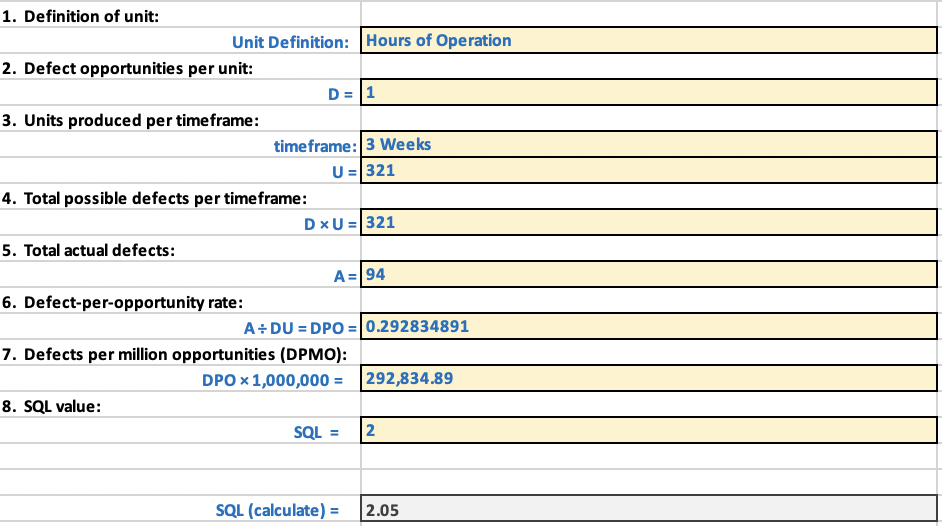 1. Definition of unit:
Unit Definition: Hours of Operation
2. Defect opportunities per unit:
D = 1
3. Units produced per timeframe:
timeframe: 3 Weeks
U = 321
4. Total possible defects per timeframe:
D × U = 321
5. Total actual defects:
A = 94
6. Defect-per-opportunity rate:
A ÷ DU = DPO = 0.292834891
7. Defects per million opportunities (DPMO):
DPO × 1,000,000 = 292,834.89
8. SQL value:
SQL = 2
SQL (calculate) = 2.05